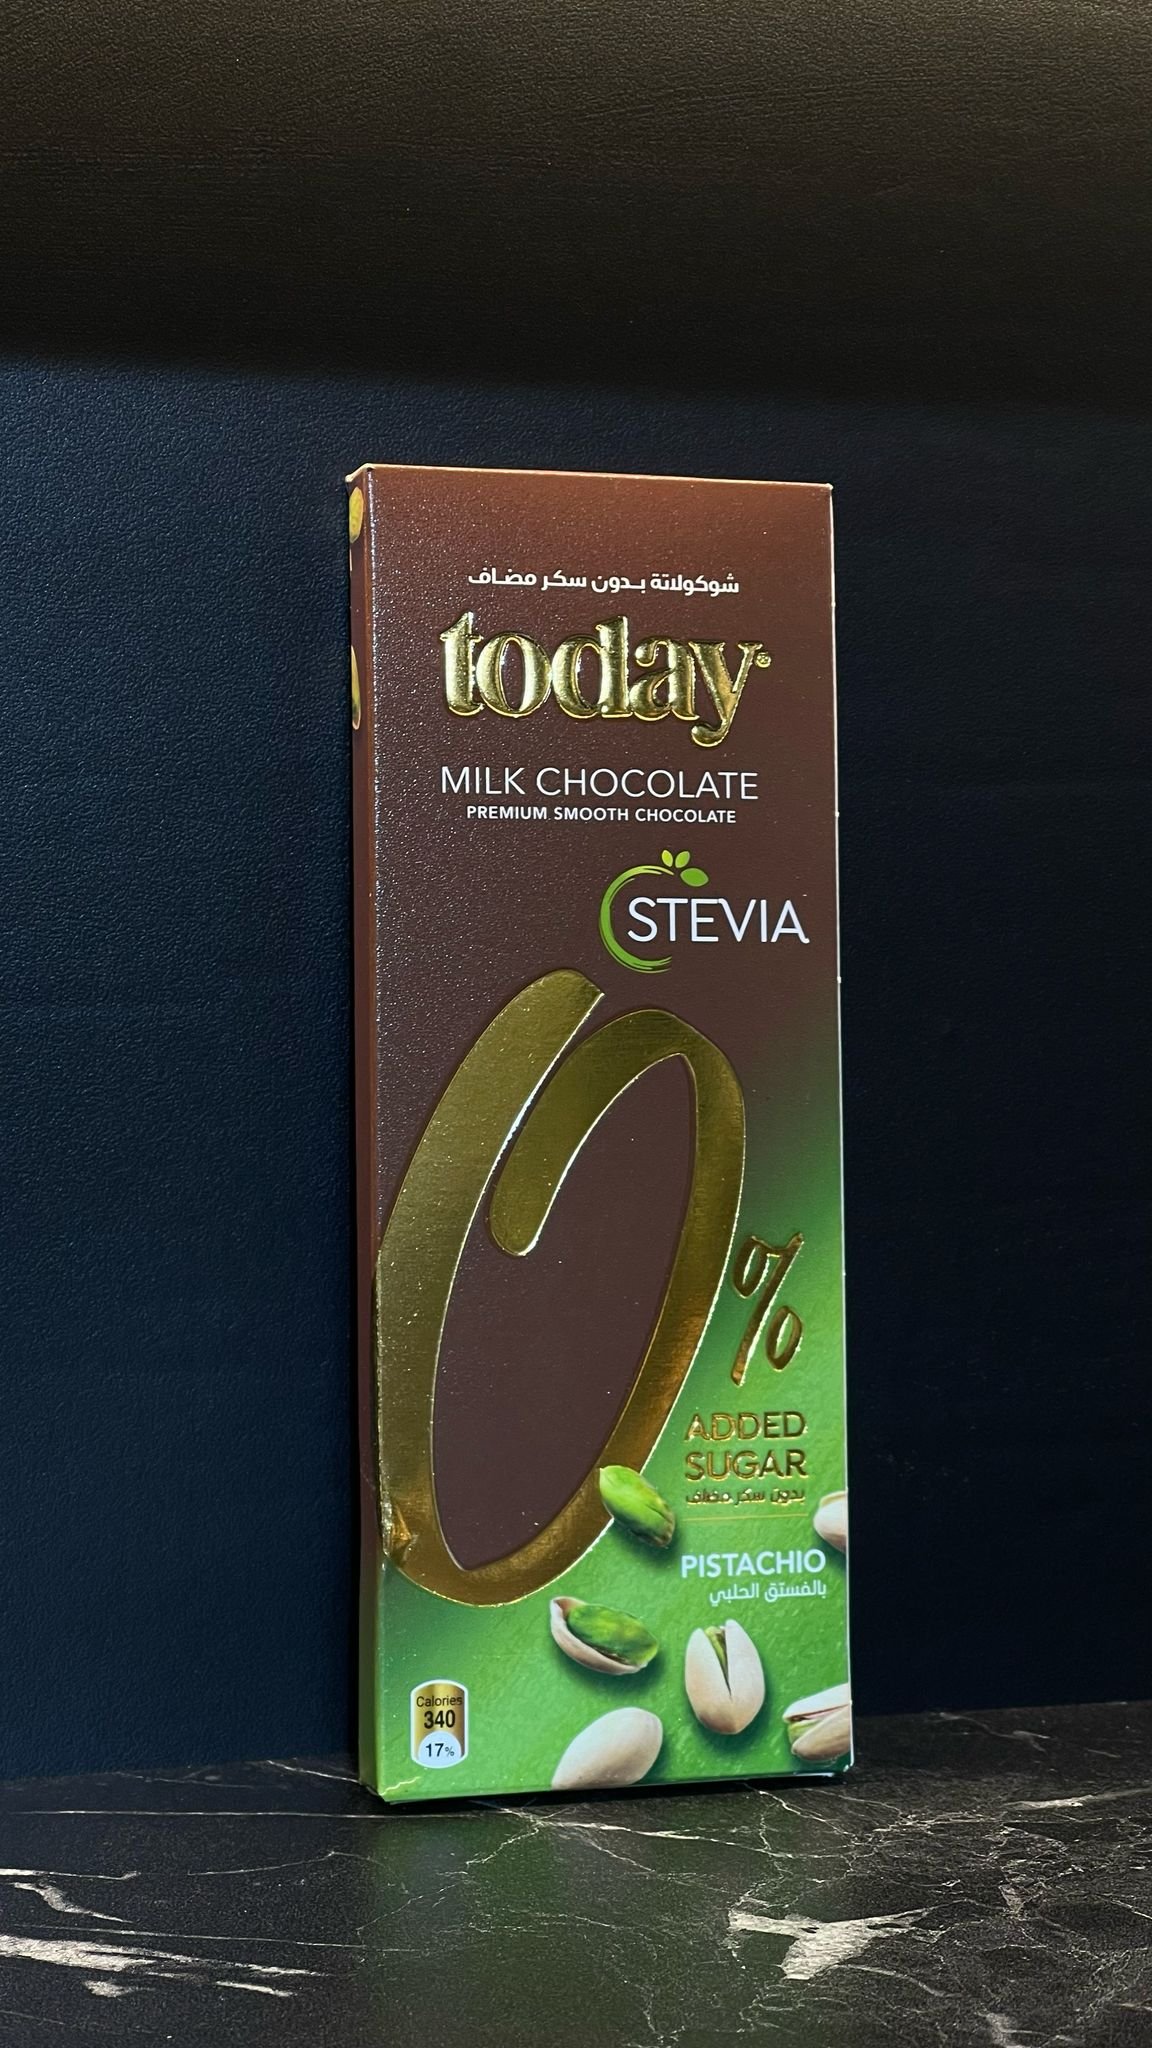 شوكولاتة بدون سكر مضاف
today®
MILK CHOCOLATE
PREMIUM SMOOTH CHOCOLATE
STEVIA
0%
ADDED
SUGAR
بدون سكر مضاف
PISTACHIO
بالفستق الحلبي
Calories
340
17%